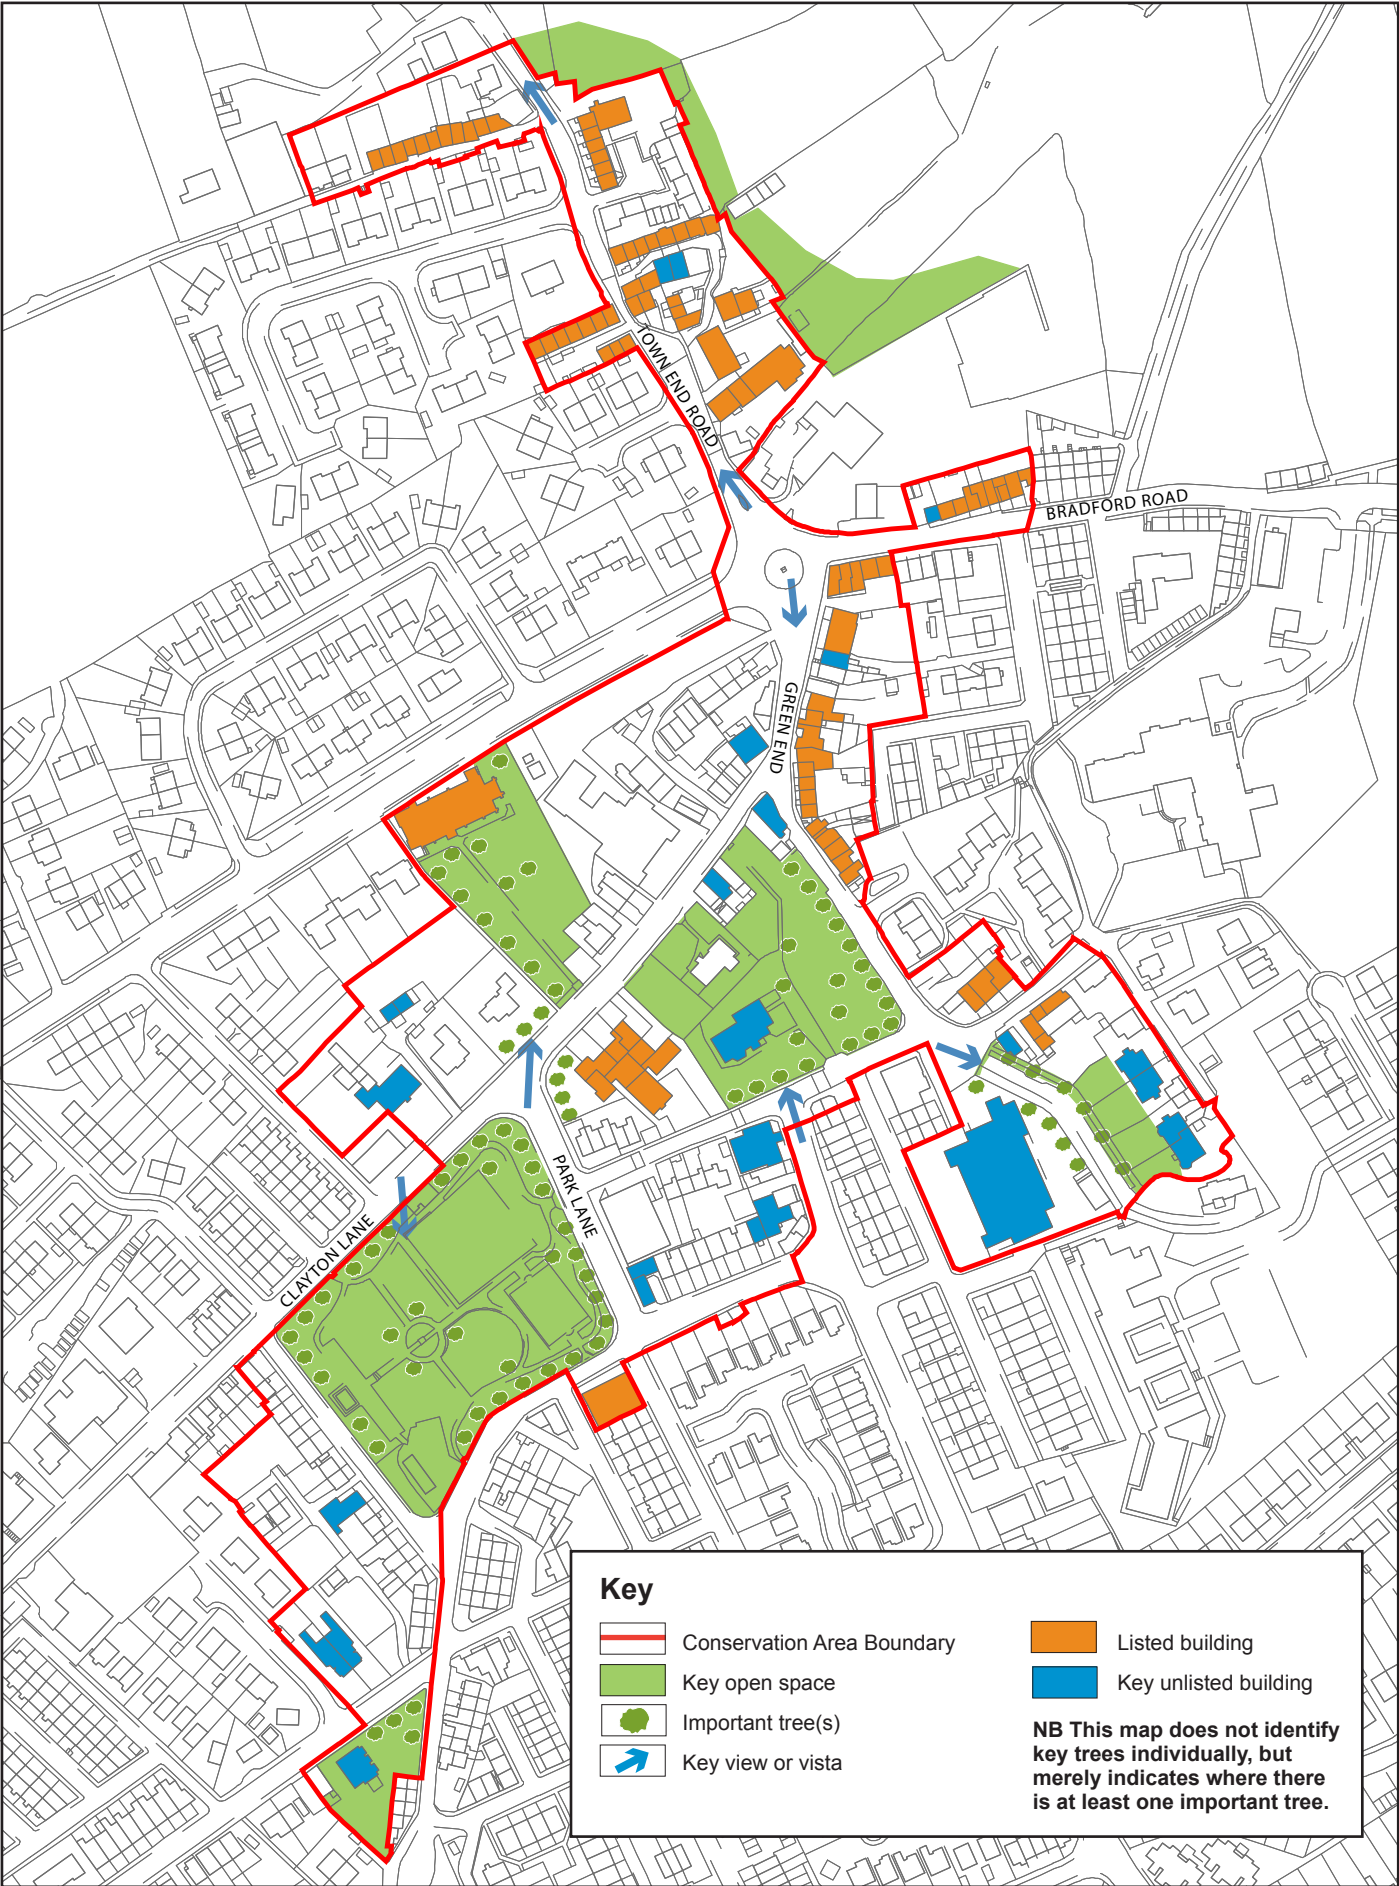 TOWN END ROAD
BRADFORD ROAD
GREEN END
PARK LANE
CLAYTON LANE
Key
Conservation Area Boundary
Key open space
Important tree(s)
Key view or vista
Listed building
Key unlisted building
NB This map does not identify
key trees individually, but
merely indicates where there
is at least one important tree.